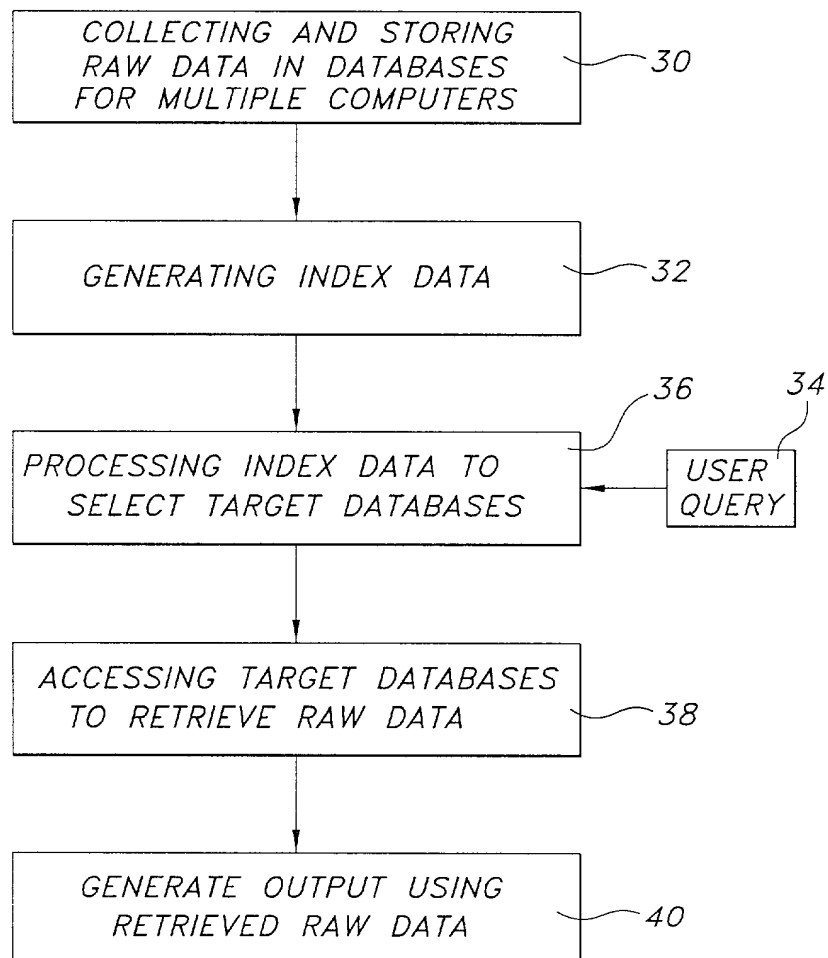 COLLECTING AND STORING
RAW DATA IN DATABASES
FOR MULTIPLE COMPUTERS
30
GENERATING INDEX DATA
32
36
34
PROCESSING INDEX DATA TO
SELECT TARGET DATABASES
USER
QUERY
ACCESSING TARGET DATABASES
TO RETRIEVE RAW DATA
38
GENERATE OUTPUT USING
RETRIEVED RAW DATA
40